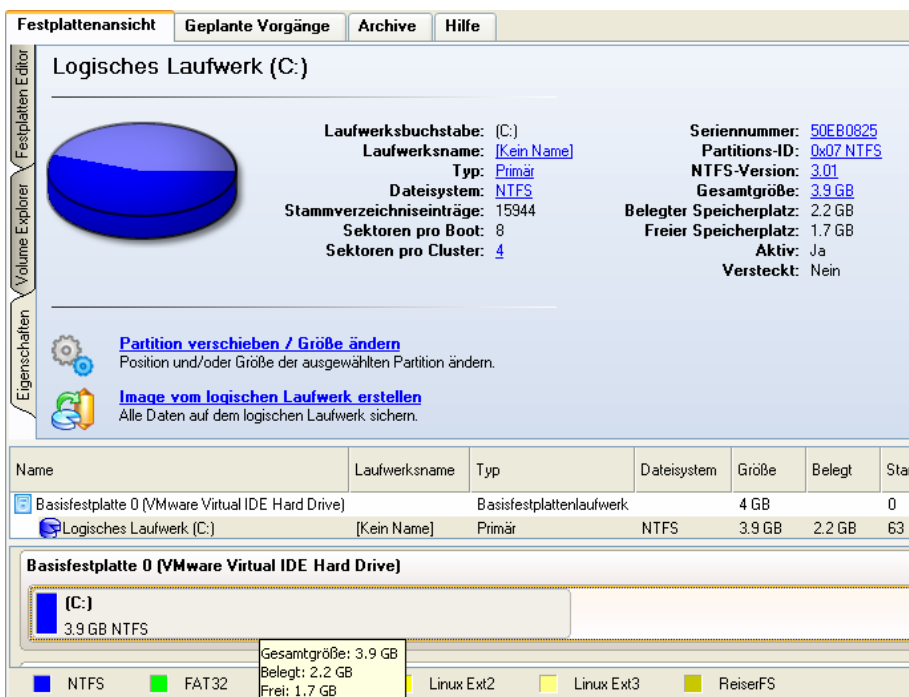 Festplattenansicht Geplante Vorgänge Archive Hilfe
Festplatten Editor
Volume Explorer
Eigenschaften
Logisches Laufwerk (C:)
Laufwerksbuchstabe: (C:) Seriennummer: 50EB0825
Laufwerksname: [Kein Name] Partitions-ID: 0x07 NTFS
Typ: Primär NTFS-Version: 3.01
Dateisystem: NTFS Gesamtgröße: 3.9 GB
Stammverzeichniseinträge: 15944 Belegter Speicherplatz: 2.2 GB
Sektoren pro Boot: 8 Freier Speicherplatz: 1.7 GB
Sektoren pro Cluster: 4 Aktiv: Ja
Versteckt: Nein
Partition verschieben / Größe ändern
Position und/oder Größe der ausgewählten Partition ändern.
Image vom logischen Laufwerk erstellen
Alle Daten auf dem logischen Laufwerk sichern.
Name Laufwerksname Typ Dateisystem Größe Belegt Sta
Basisfestplatte 0 (VMware Virtual IDE Hard Drive) Basisfestplattenlaufwerk 4 GB 0
Logisches Laufwerk (C:) [Kein Name] Primär NTFS 3.9 GB 2.2 GB 63
Basisfestplatte 0 (VMware Virtual IDE Hard Drive)
(C:)
3.9 GB NTFS
Gesamtgröße: 3.9 GB
Belegt: 2.2 GB
Frei: 1.7 GB
NTFS FAT32 Linux Ext2 Linux Ext3 ReiserFS